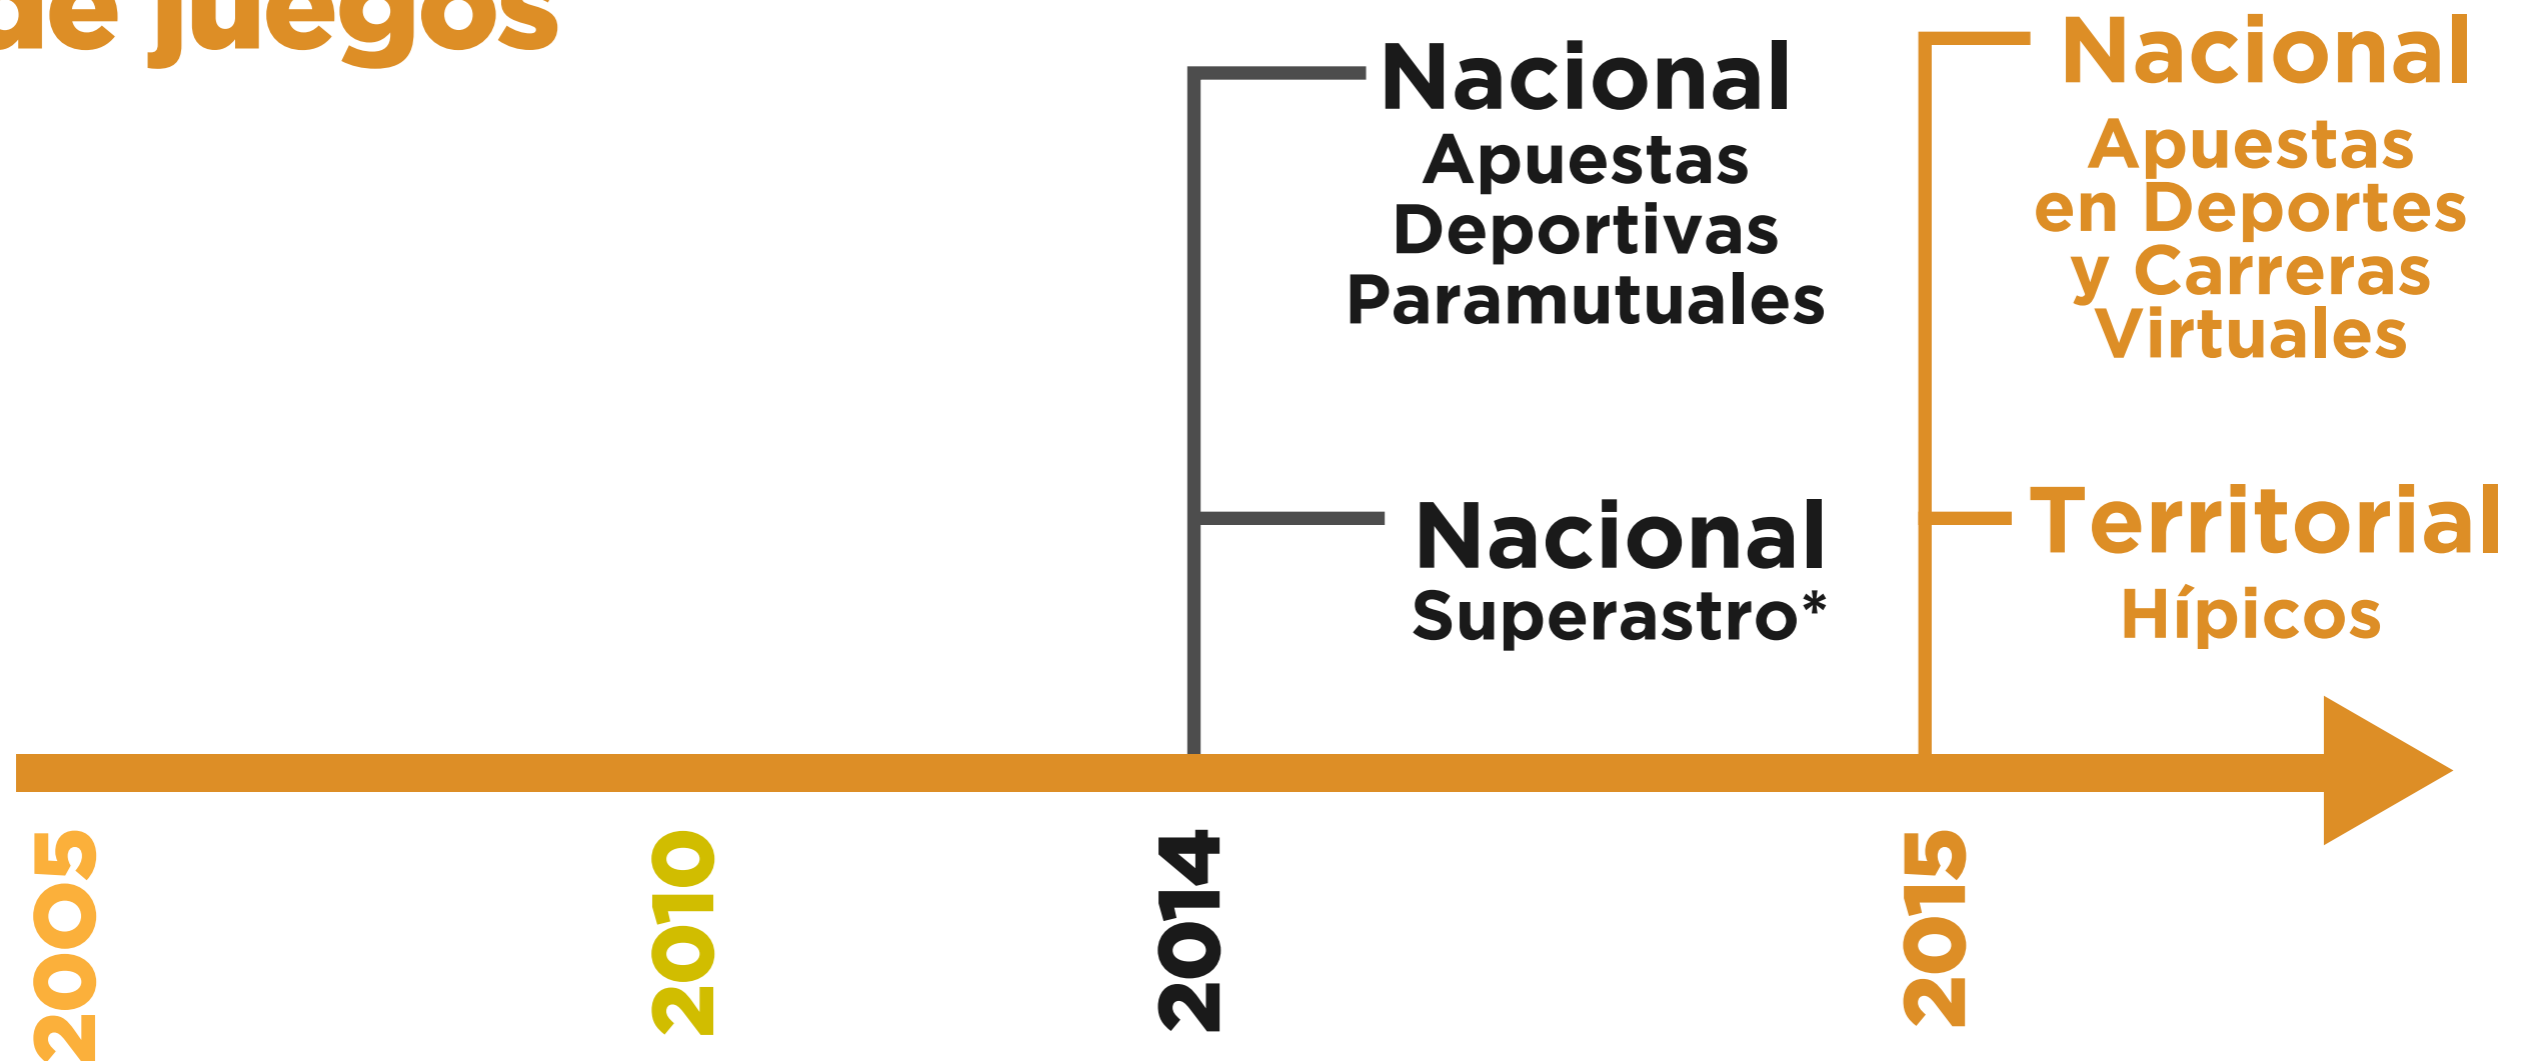 de juegos
Nacional
Apuestas
Deportivas
Paramutuales
Nacional
Superastro*
Nacional
Apuestas
en Deportes
y Carreras
Virtuales
Territorial
Hípicos
2005
2010
2014
2015